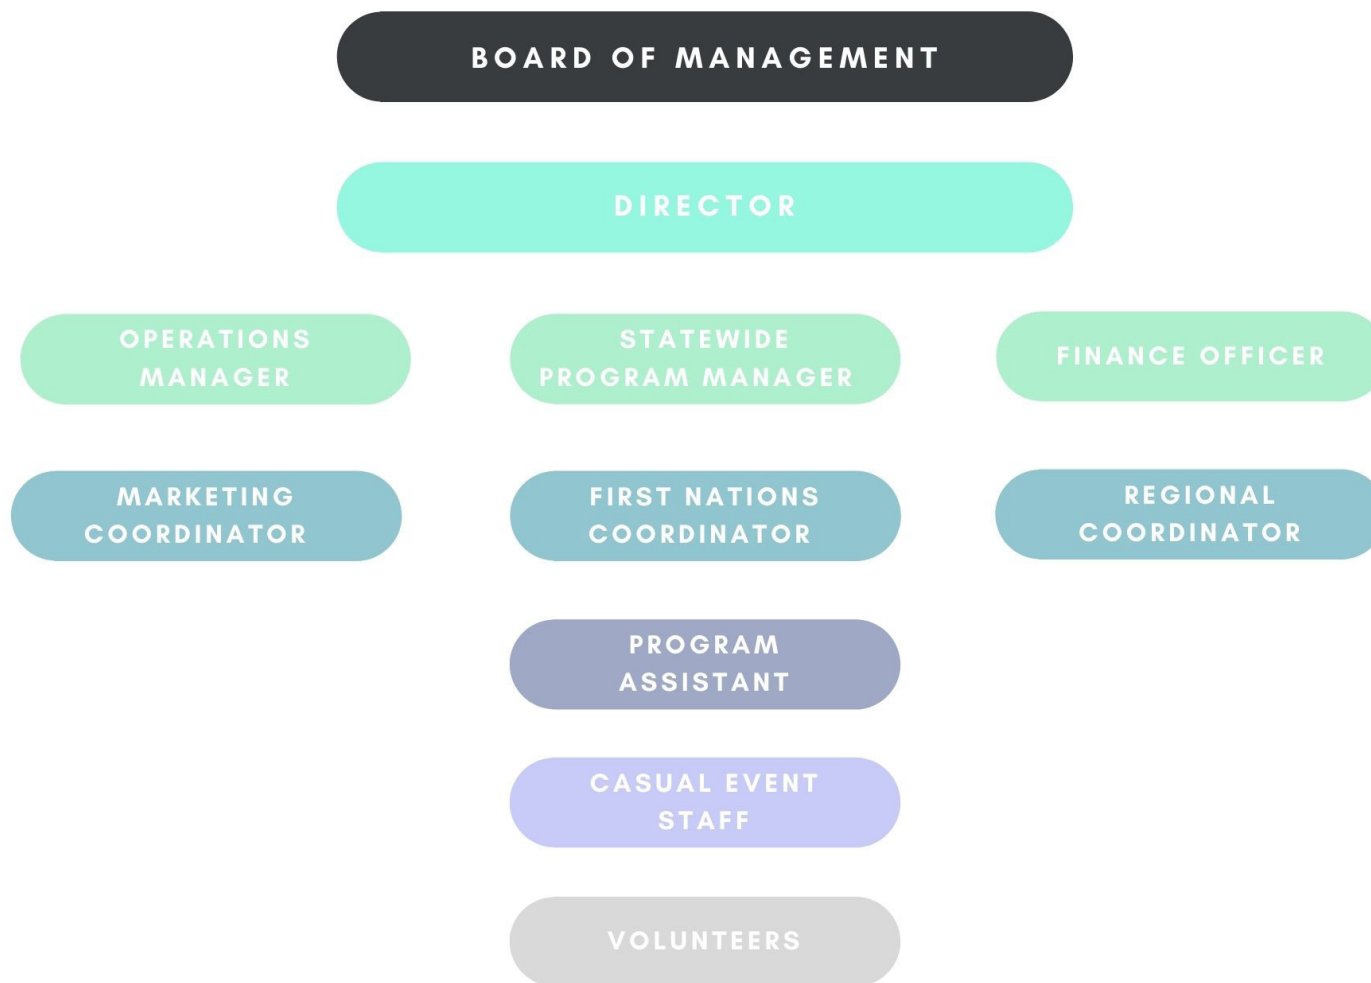 BOARD OF MANAGEMENT
DIRECTOR
OPERATIONS
MANAGER
STATEWIDE
PROGRAM MANAGER
FINANCE OFFICER
MARKETING
COORDINATOR
FIRST NATIONS
COORDINATOR
REGIONAL
COORDINATOR
PROGRAM
ASSISTANT
CASUAL EVENT
STAFF
VOLUNTEERS